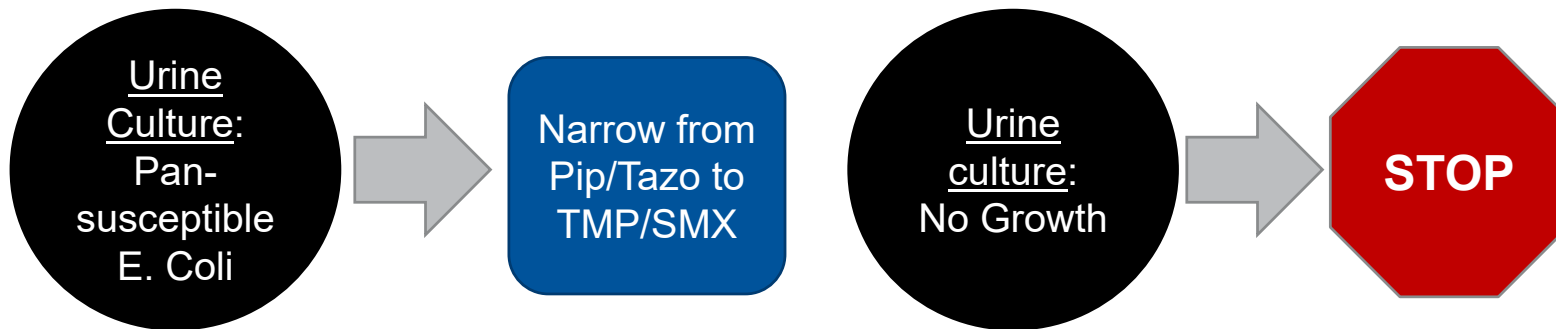 Urine
Culture:
Pan-
susceptible
E. Coli
Narrow from
Pip/Tazo to
TMP/SMX
Urine
culture:
No Growth
STOP